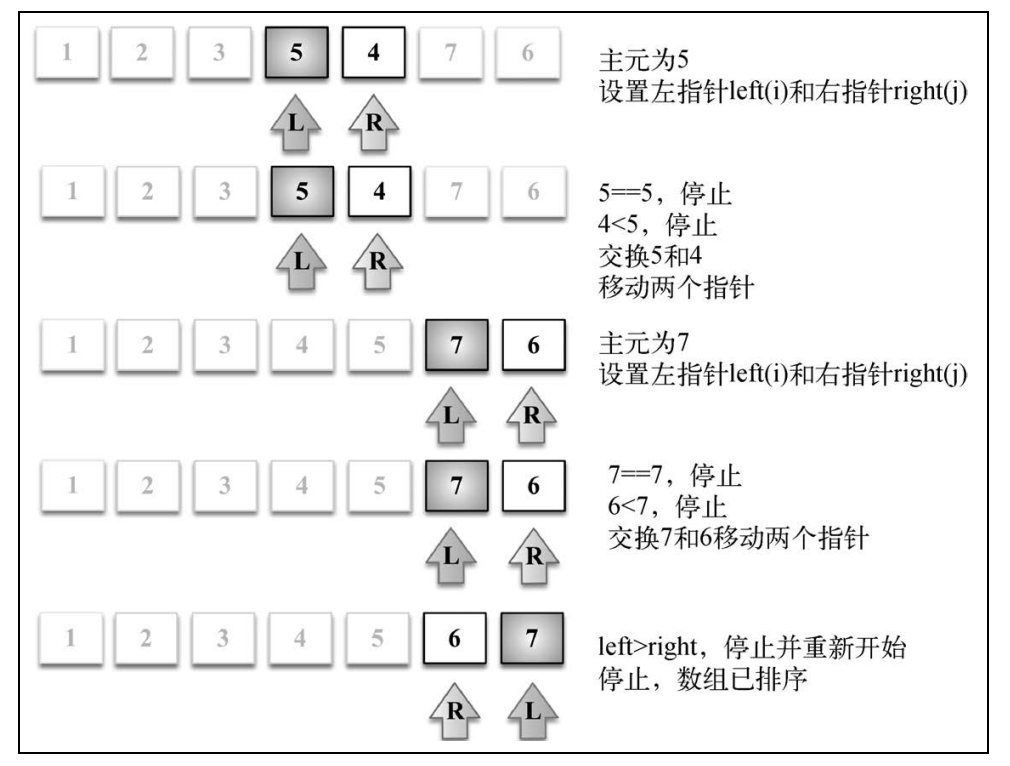 1 2 3 5 4 7 6
主元为5
设置左指针left(i)和右指针right(j)
L R
1 2 3 5 4 7 6
5==5，停止
4<5，停止
交换5和4
移动两个指针
L R
1 2 3 4 5 7 6
主元为7
设置左指针left(i)和右指针right(j)
L R
1 2 3 4 5 7 6
7==7，停止
6<7，停止
交换7和6移动两个指针
L R
1 2 3 4 5 6 7
left>right，停止并重新开始
停止，数组已排序
R L